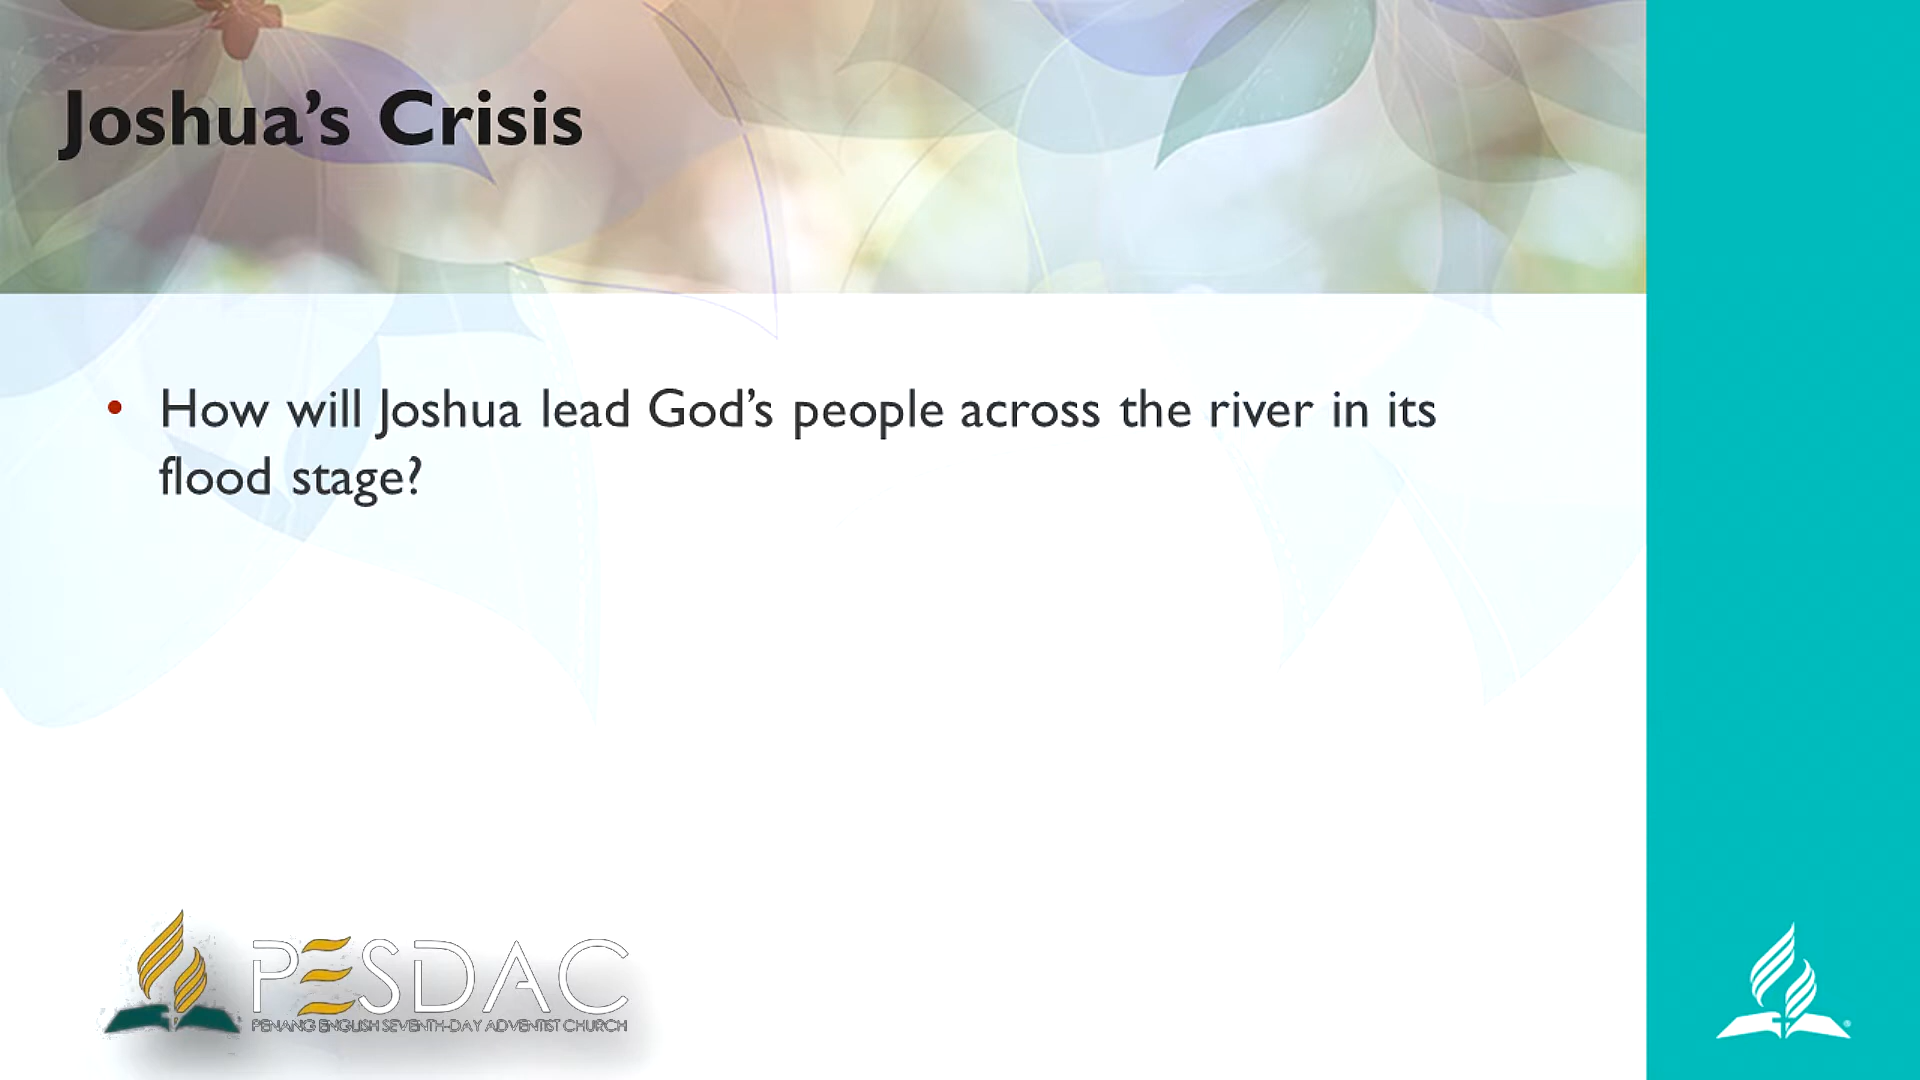 Joshua’s Crisis
• How will Joshua lead God’s people across the river in its
flood stage?
PESDAC
PENANG ENGLISH SEVENTH-DAY ADVENTIST CHURCH